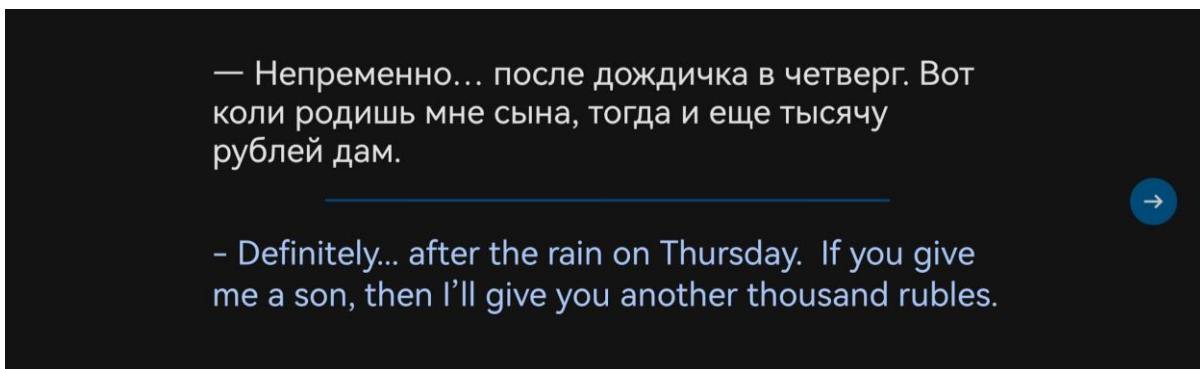 — Непременно… после дождичка в четверг. Вот
коли родишь мне сына, тогда и еще тысячу
рублей дам.
– Definitely... after the rain on Thursday.  If you give
me a son, then I’ll give you another thousand rubles.